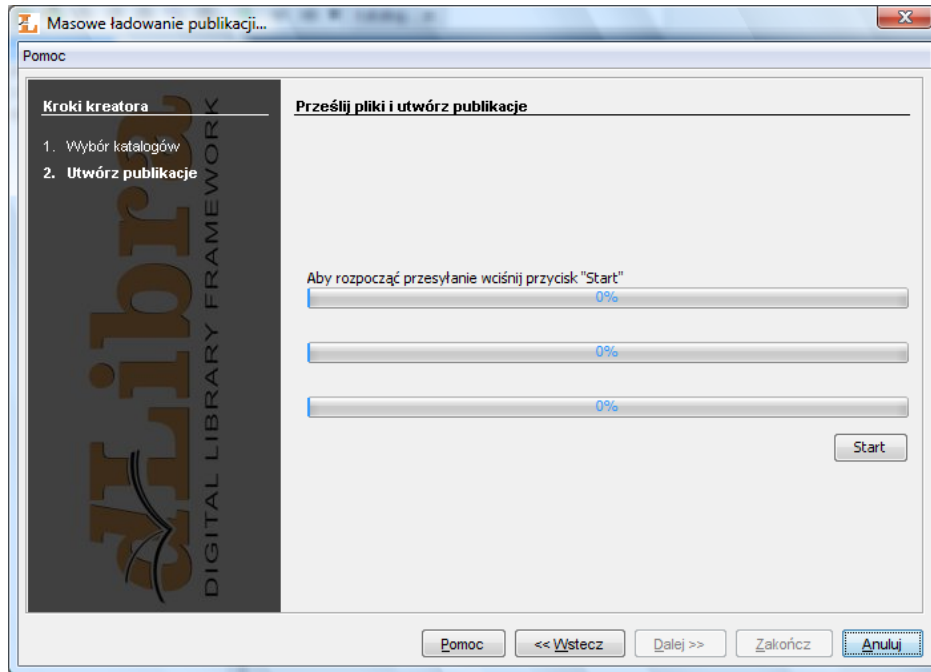 Masowe ładowanie publikacji...
Pomoc
Kroki kreatora
1. Wybór katalogów
2. Utwórz publikacje
dLibra
DIGITAL LIBRARY FRAMEWORK
Prześlij pliki i utwórz publikacje
Aby rozpocząć przesyłanie wciśnij przycisk "Start"
0%
0%
0%
Start
Pomoc
<< Wstecz
Dalej >>
Zakończ
Anuluj